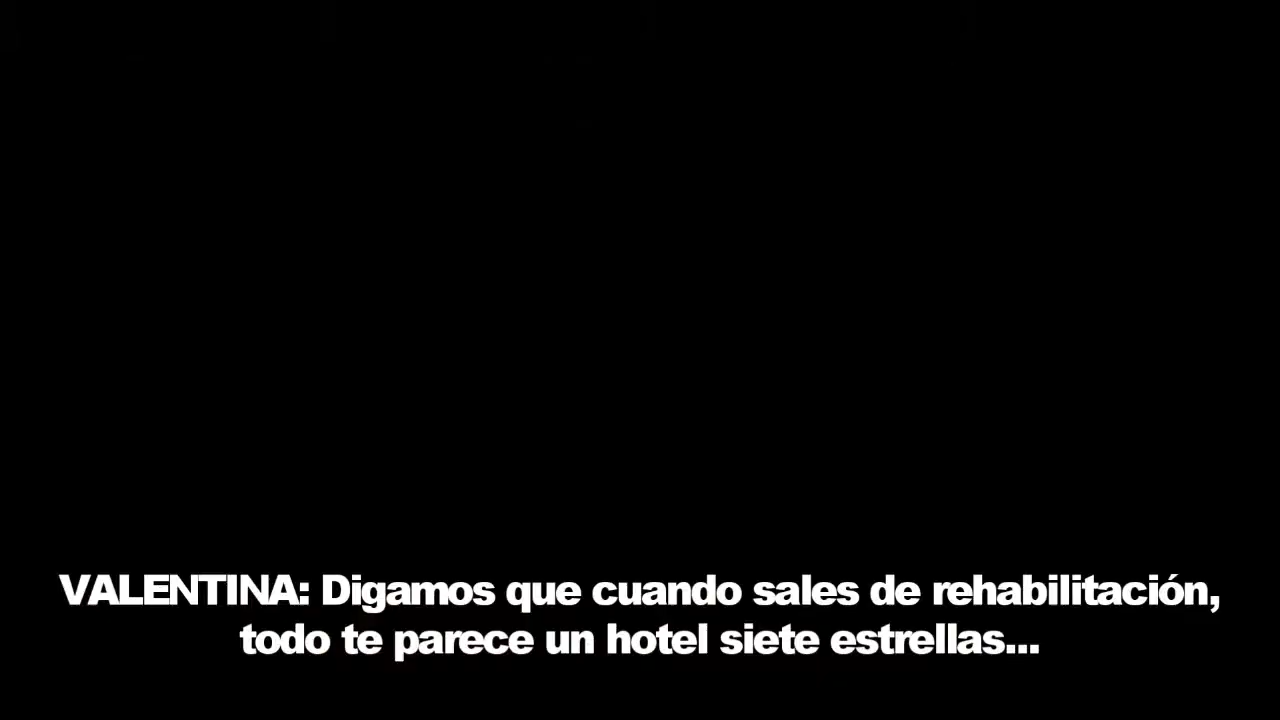 VALENTINA: Digamos que cuando sales de rehabilitación,
todo te parece un hotel siete estrellas...